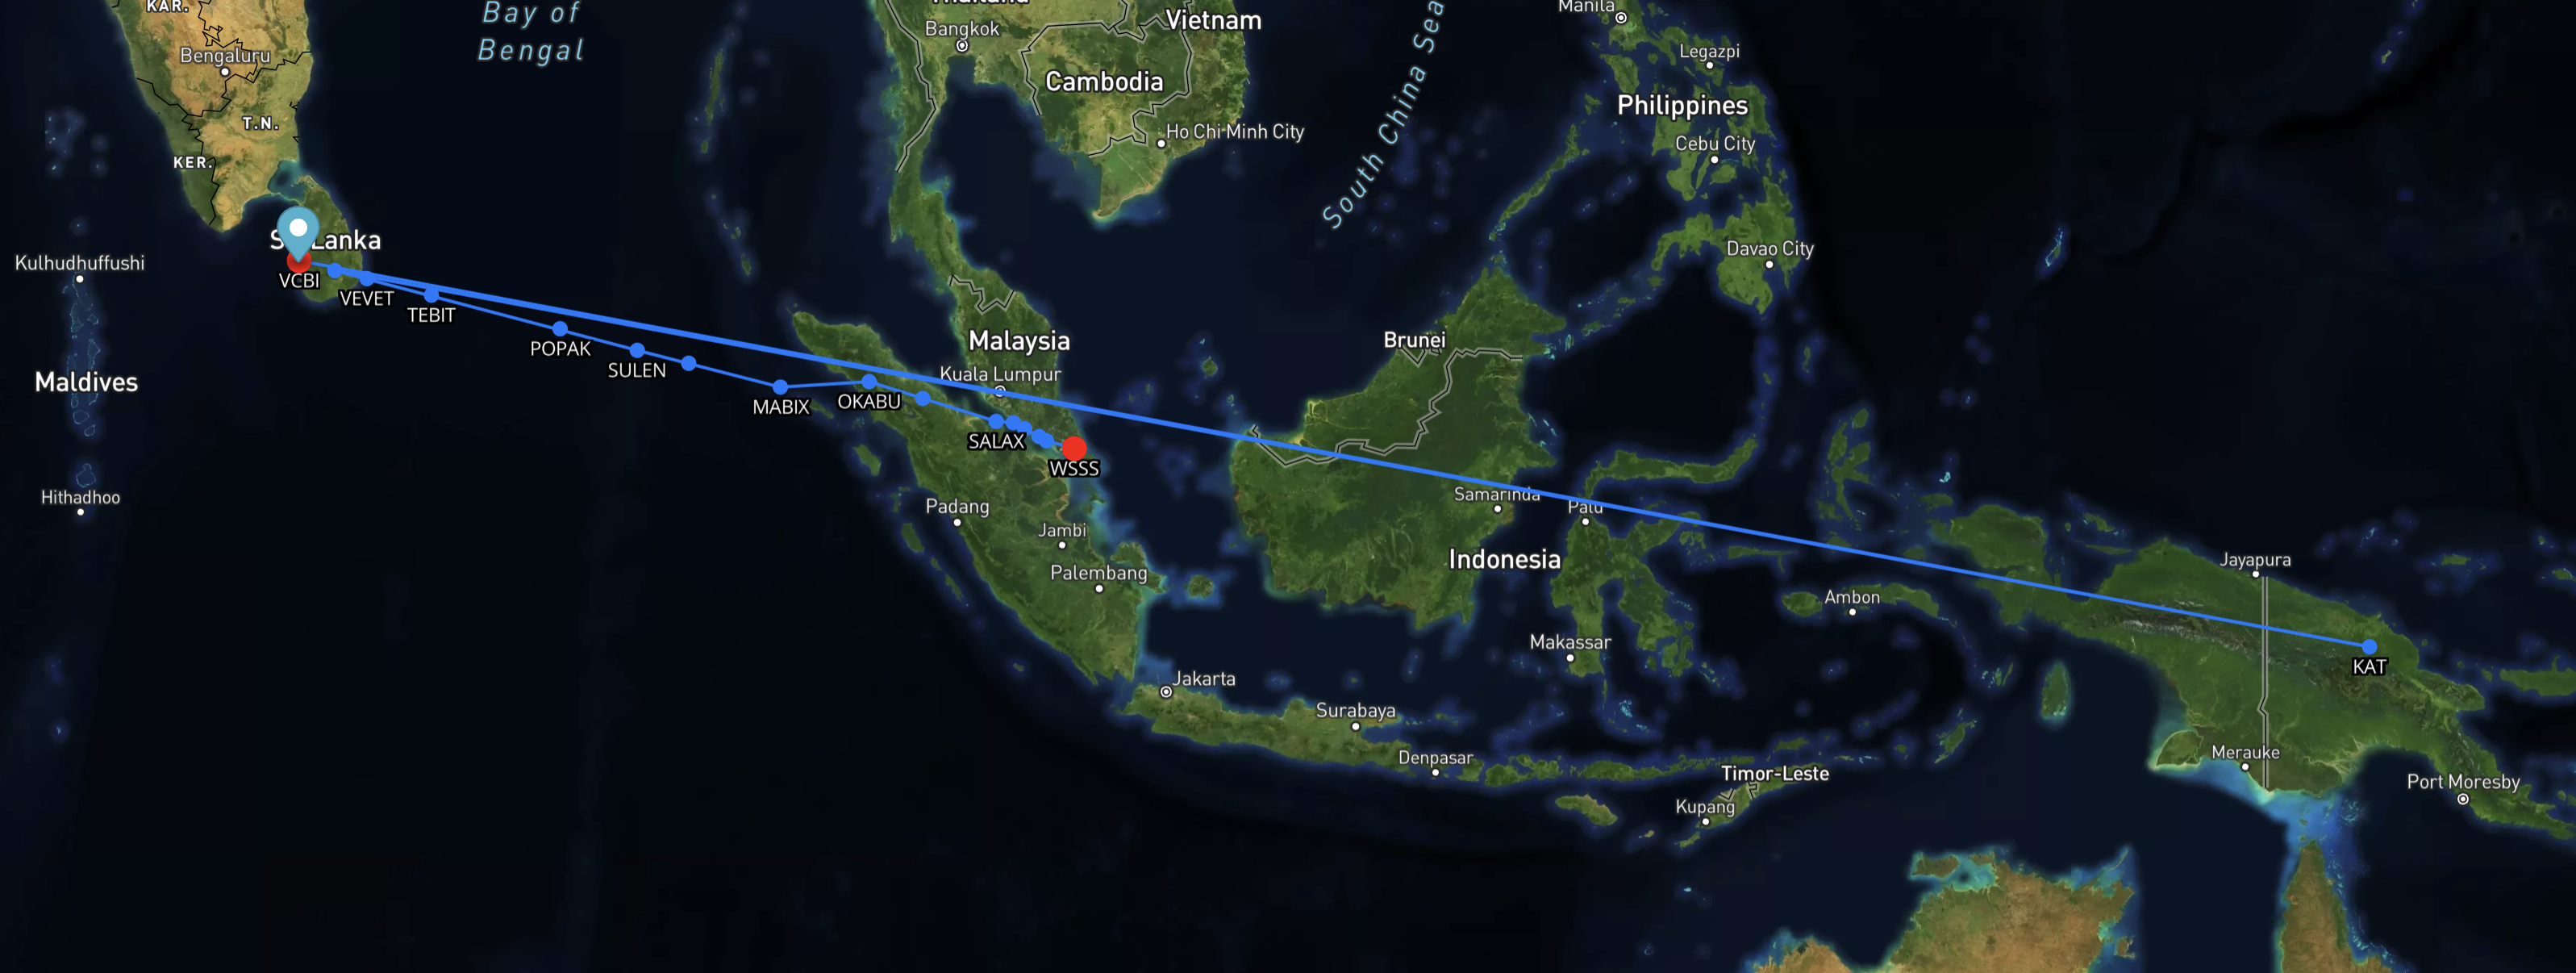 KAR.
Bay of
Bengal
Bangkok
Vietnam
Manila
Legazpi
Bengaluru
Cambodia
South China Sea
Philippines
T.N.
Ho Chi Minh City
Cebu City
KER.
Lanka
Davao City
Kulhudhuffushi
VCBI
VEVET
TEBIT
POPAK
SULEN
Malaysia
Brunei
Maldives
Kuala Lumpur
MABIX
OKABU
SALAX
WSSS
Hithadhoo
Padang
Samarinda
Palu
Jambi
Indonesia
Palembang
Jayapura
Ambon
Makassar
KAT
Jakarta
Surabaya
Denpasar
Merauke
Timor-Leste
Port Moresby
Kupang